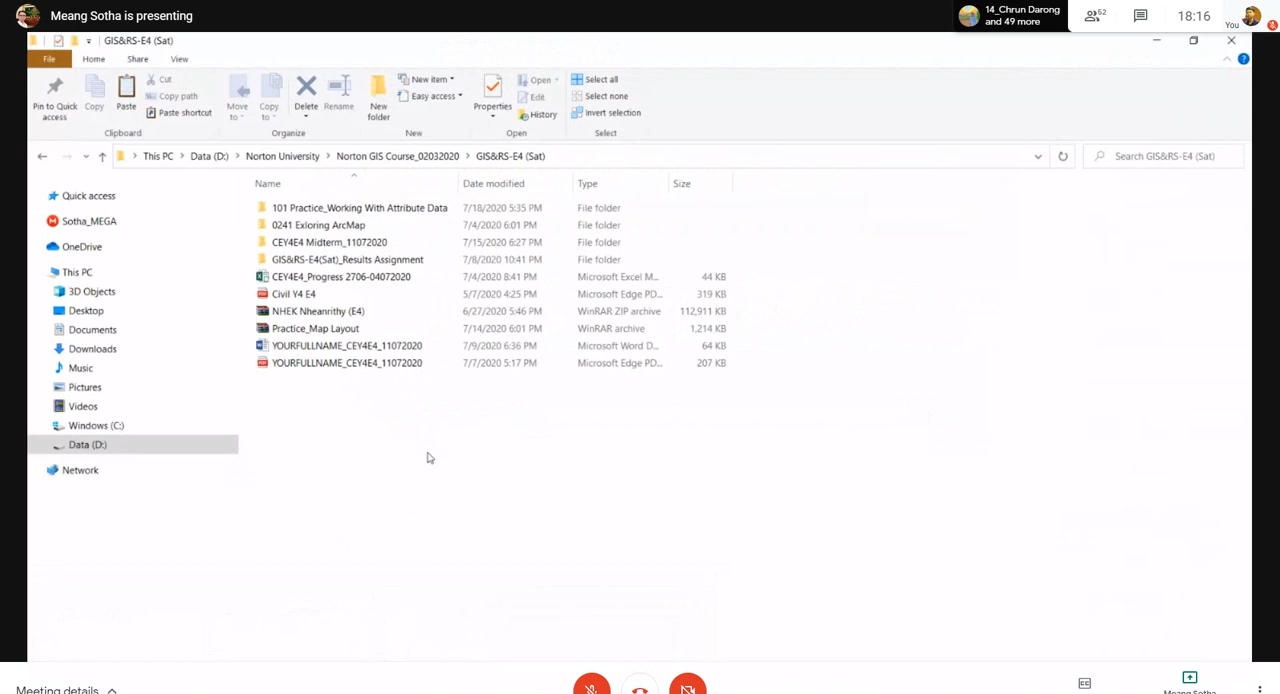 Meang Sotha is presenting
14_Chrun Darong
and 49 more
52
18:16
You
GIS&RS-E4 (Sat)
File Home Share View
Pin to Quick access
Copy
Paste
Cut
Copy path
Paste shortcut
Clipboard
Move to
Copy to
Delete
Rename
Organize
New folder
New item
Easy access
New
Properties
Open
Edit
History
Open
Select all
Select none
Invert selection
Select
This PC > Data (D:) > Norton University > Norton GIS Course_02032020 > GIS&RS-E4 (Sat)
Search GIS&RS-E4 (Sat)
Quick access
Sotha_MEGA
OneDrive
This PC
3D Objects
Desktop
Documents
Downloads
Music
Pictures
Videos
Windows (C:)
Data (D:)
Network
Name Date modified Type Size
101 Practice_Working With Attribute Data 7/18/2020 5:35 PM File folder
0241 Exloring ArcMap 7/4/2020 6:01 PM File folder
CEY4E4 Midterm_11072020 7/15/2020 6:27 PM File folder
GIS&RS-E4(Sat)_Results Assignment 7/8/2020 10:41 PM File folder
CEY4E4_Progress 2706-04072020 7/4/2020 8:41 PM Microsoft Excel M... 44 KB
Civil Y4 E4 5/7/2020 4:25 PM Microsoft Edge PD... 319 KB
NHEK Nheanrithy (E4) 6/27/2020 5:46 PM WinRAR ZIP archive 112,911 KB
Practice_Map Layout 7/14/2020 6:01 PM WinRAR archive 1,214 KB
YOURFULLNAME_CEY4E4_11072020 7/9/2020 6:36 PM Microsoft Word D... 64 KB
YOURFULLNAME_CEY4E4_11072020 7/7/2020 5:17 PM Microsoft Edge PD... 207 KB
Meeting details
Meang Sotha